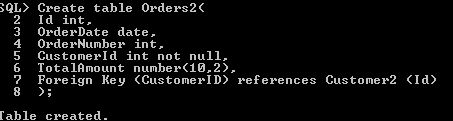 SQL> Create table Orders2(
  2  Id int,
  3  OrderDate date,
  4  OrderNumber int,
  5  CustomerId int not null,
  6  TotalAmount number(10,2),
  7  Foreign Key (CustomerID) references Customer2 (Id)
  8  );
Table created.